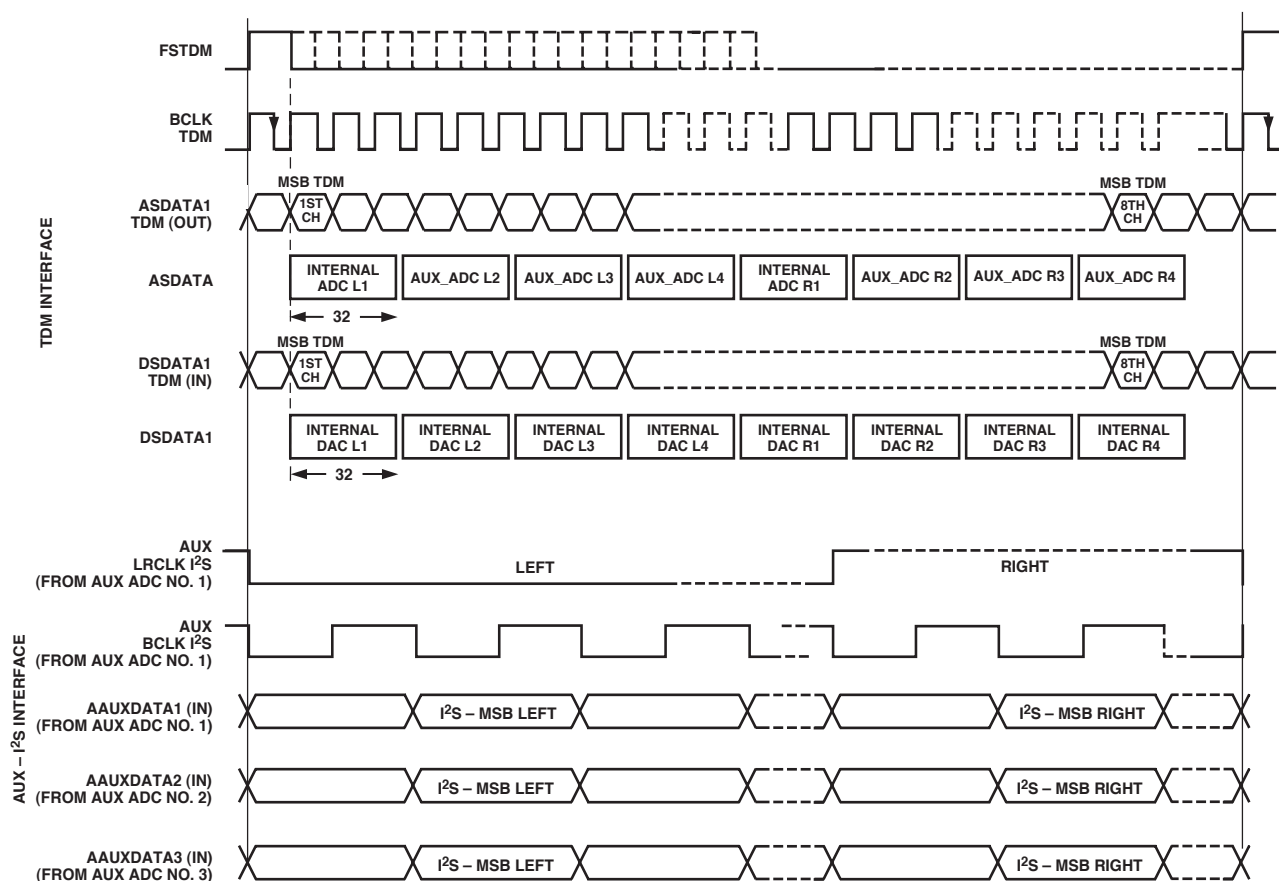 FSTDM
BCLK
TDM
TDM INTERFACE
MSB TDM
MSB TDM
ASDATA1
TDM (OUT)
1ST
CH
8TH
CH
ASDATA
INTERNAL
ADC L1
AUX_ADC L2
AUX_ADC L3
AUX_ADC L4
INTERNAL
ADC R1
AUX_ADC R2
AUX_ADC R3
AUX_ADC R4
32
MSB TDM
MSB TDM
DSDATA1
TDM (IN)
1ST
CH
8TH
CH
DSDATA1
INTERNAL
DAC L1
INTERNAL
DAC L2
INTERNAL
DAC L3
INTERNAL
DAC L4
INTERNAL
DAC R1
INTERNAL
DAC R2
INTERNAL
DAC R3
INTERNAL
DAC R4
32
AUX – I²S INTERFACE
AUX
LRCLK I²S
(FROM AUX ADC NO. 1)
LEFT
RIGHT
AUX
BCLK I²S
(FROM AUX ADC NO. 1)
AAUXDATA1 (IN)
(FROM AUX ADC NO. 1)
I²S – MSB LEFT
I²S – MSB RIGHT
AAUXDATA2 (IN)
(FROM AUX ADC NO. 2)
I²S – MSB LEFT
I²S – MSB RIGHT
AAUXDATA3 (IN)
(FROM AUX ADC NO. 3)
I²S – MSB LEFT
I²S – MSB RIGHT